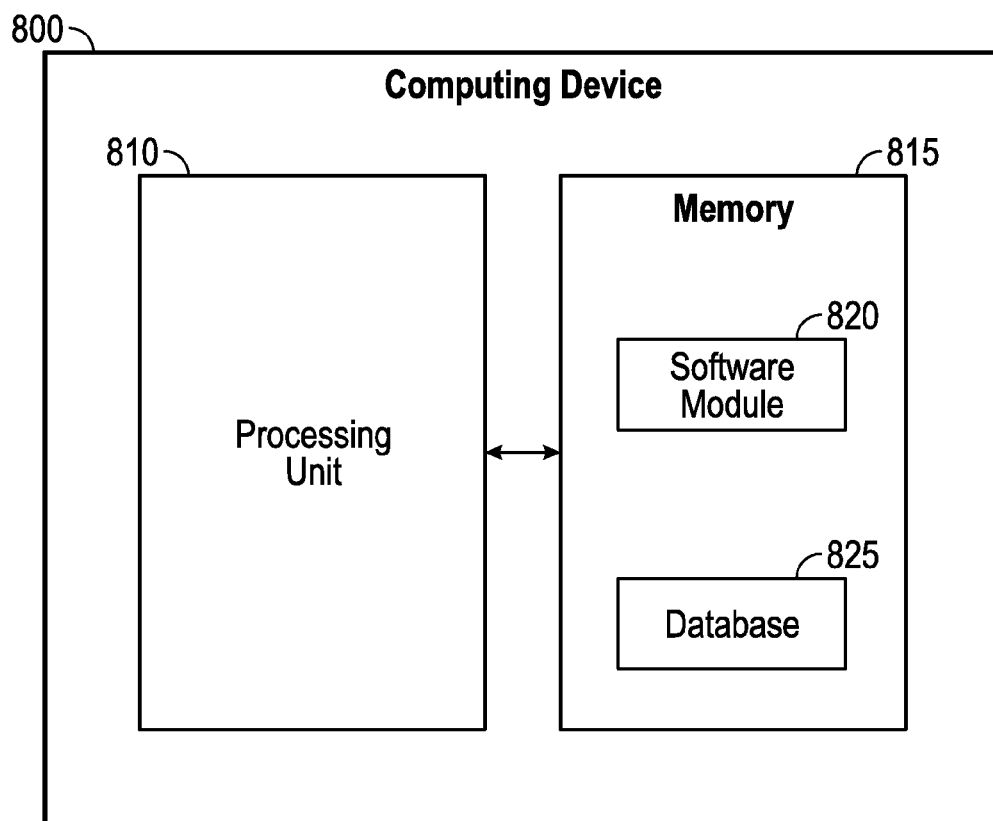 800
Computing Device
810
815
Memory
820
Software
Module
Processing
Unit
825
Database